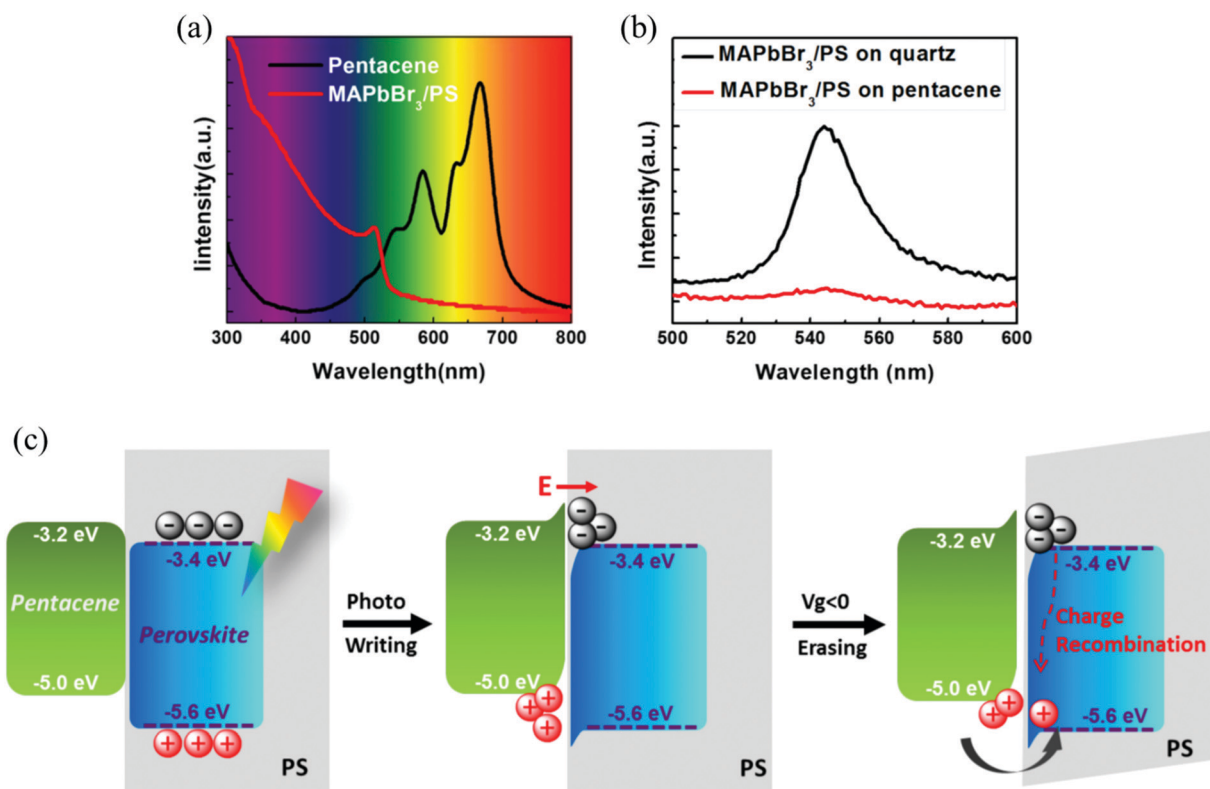 (a)
Pentacene
MAPbBr₃/PS
Iintensity(a.u.)
300 400 500 600 700 800
Wavelength(nm)
(b)
MAPbBr₃/PS on quartz
MAPbBr₃/PS on pentacene
Intensity(a.u.)
500 520 540 560 580 600
Wavelength (nm)
(c)
- - -
-3.2 eV
-3.4 eV
Pentacene
Perovskite
-5.0 eV
-5.6 eV
+ + +
PS
Photo
Writing
E
- - -
-3.2 eV
-3.4 eV
-5.0 eV
-5.6 eV
+ + +
PS
Vg<0
Erasing
- - -
-3.2 eV
-3.4 eV
Charge
Recombination
-5.0 eV
-5.6 eV
+ + +
PS